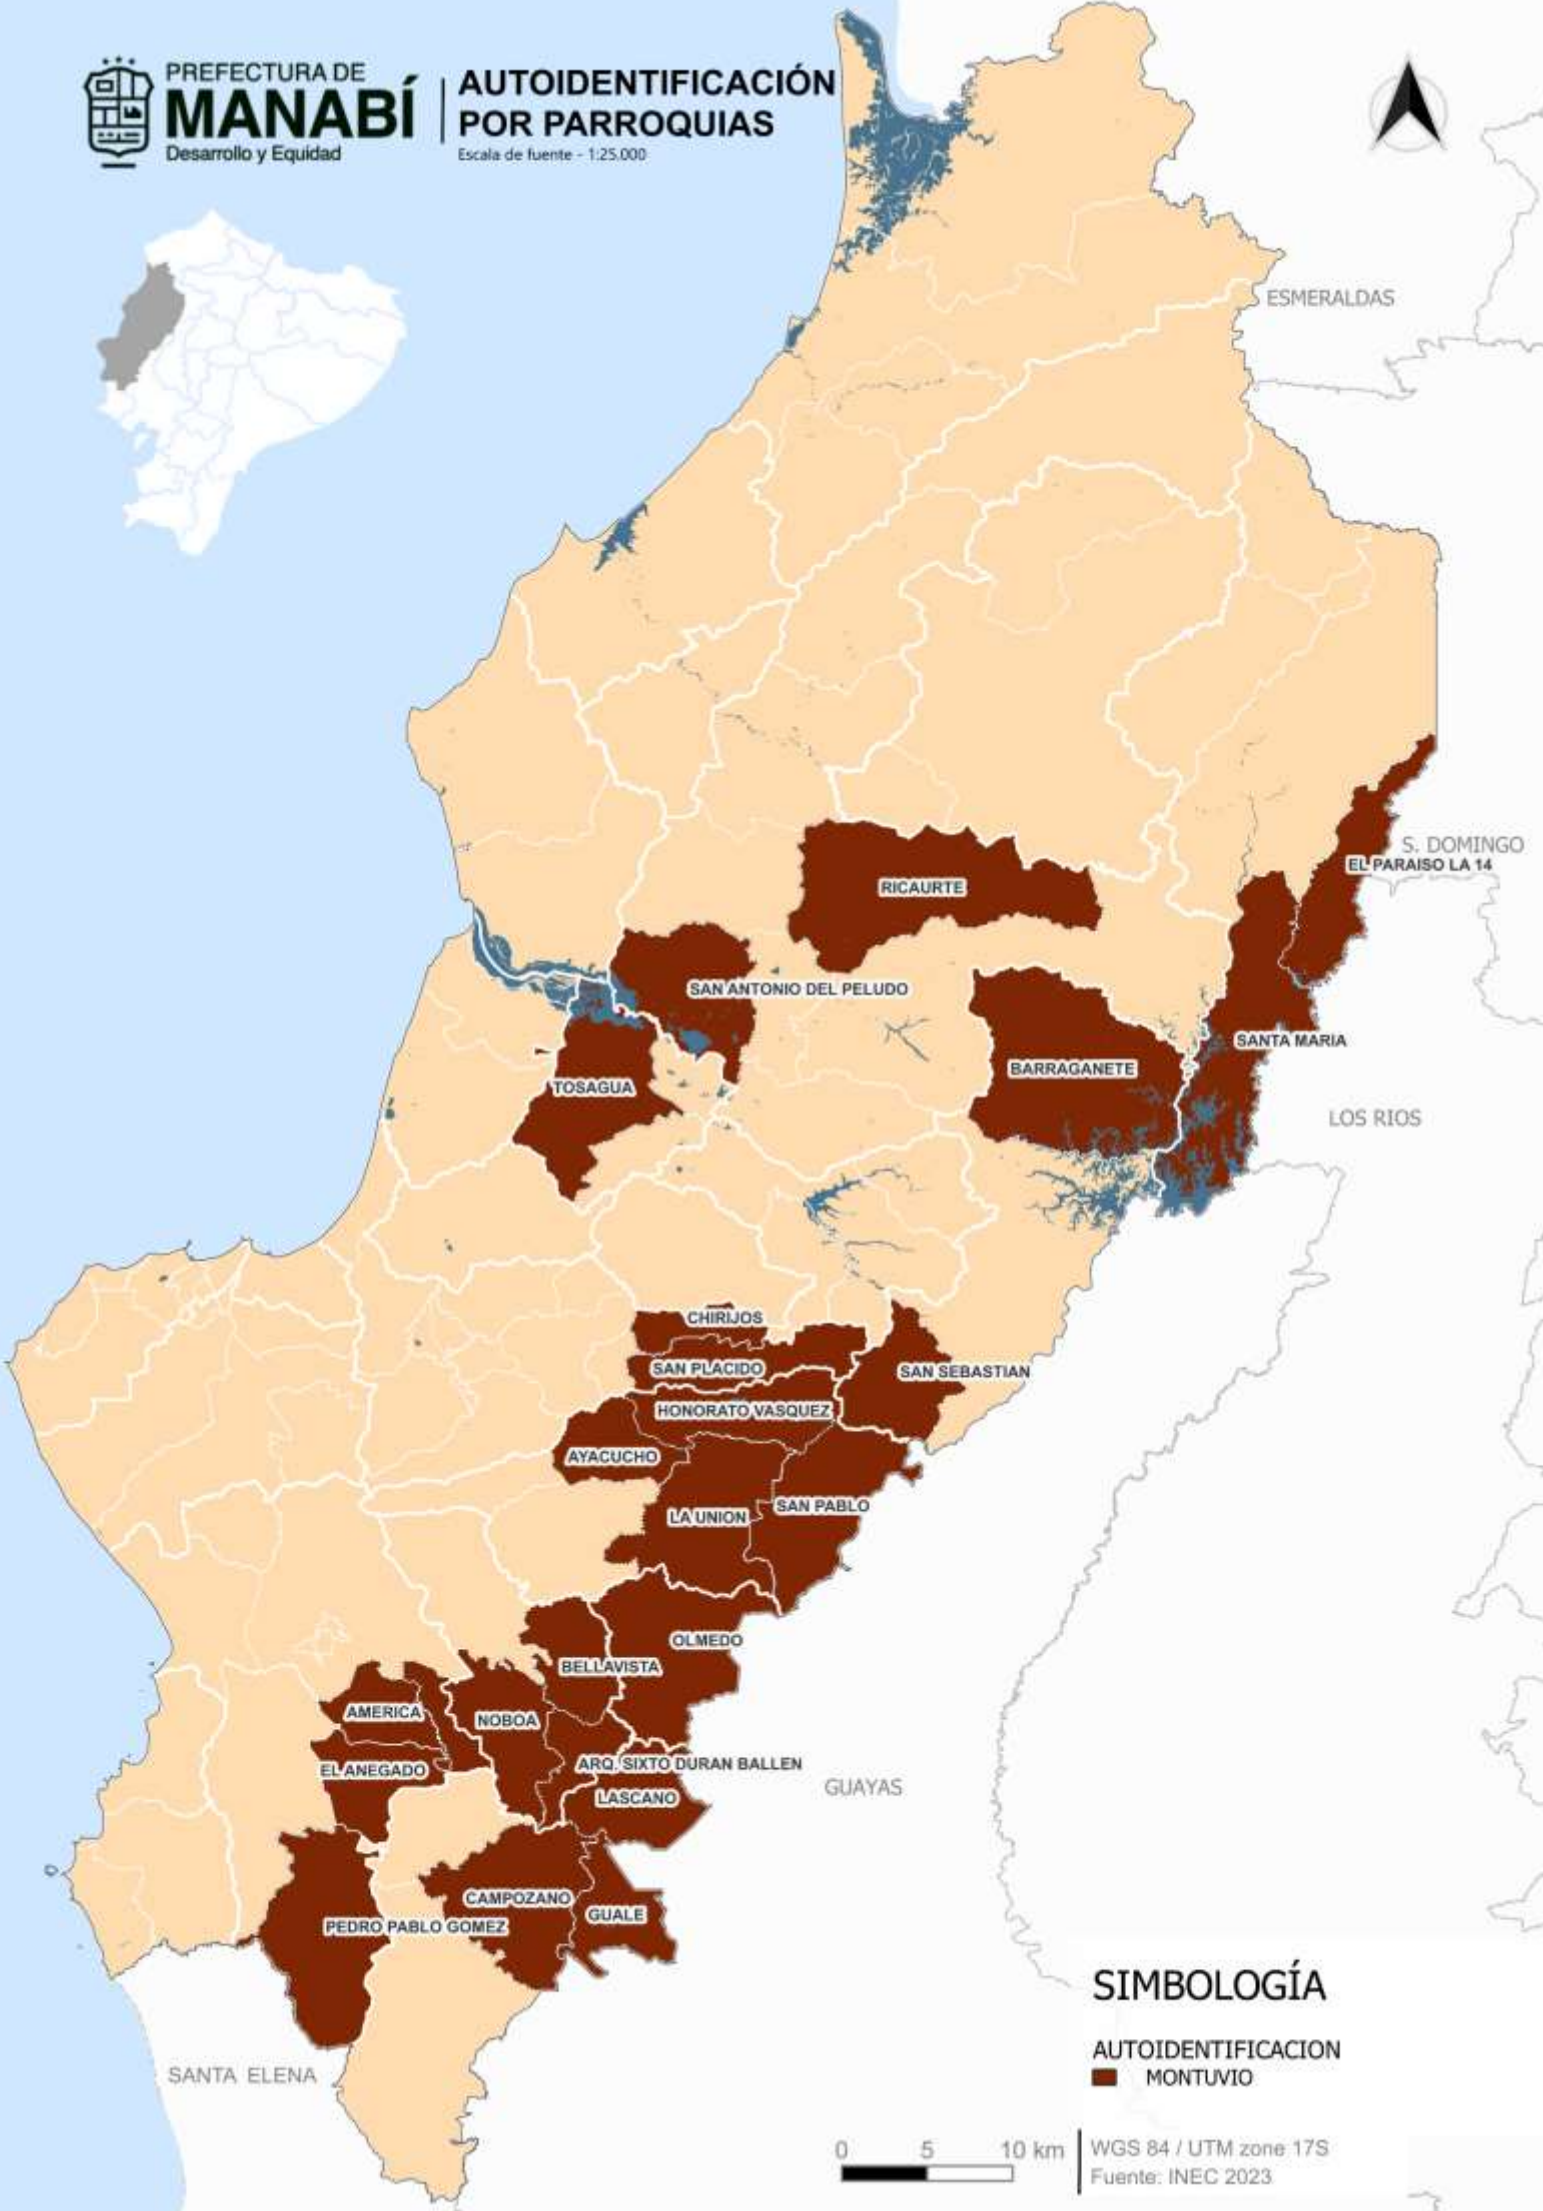 PREFECTURA DE
MANABÍ
Desarrollo y Equidad
AUTOIDENTIFICACIÓN
POR PARROQUIAS
Escala de fuente - 1:25.000
ESMERALDAS
S. DOMINGO
EL PARAISO LA 14
RICAURTE
SAN ANTONIO DEL PELUDO
SANTA MARIA
BARRAGANETE
TOSAGUA
LOS RIOS
CHIRIJOS
SAN PLACIDO
SAN SEBASTIAN
HONORATO VASQUEZ
AYACUCHO
SAN PABLO
LA UNION
OLMEDO
BELLAVISTA
AMERICA
NOBOA
ARQ. SIXTO DURAN BALLEN
EL ANEGADO
GUAYAS
LASCANO
CAMPOZANO
GUALE
PEDRO PABLO GOMEZ
SANTA ELENA
SIMBOLOGÍA
AUTOIDENTIFICACION
MONTUVIO
0 5 10 km
WGS 84 / UTM zone 17S
Fuente: INEC 2023